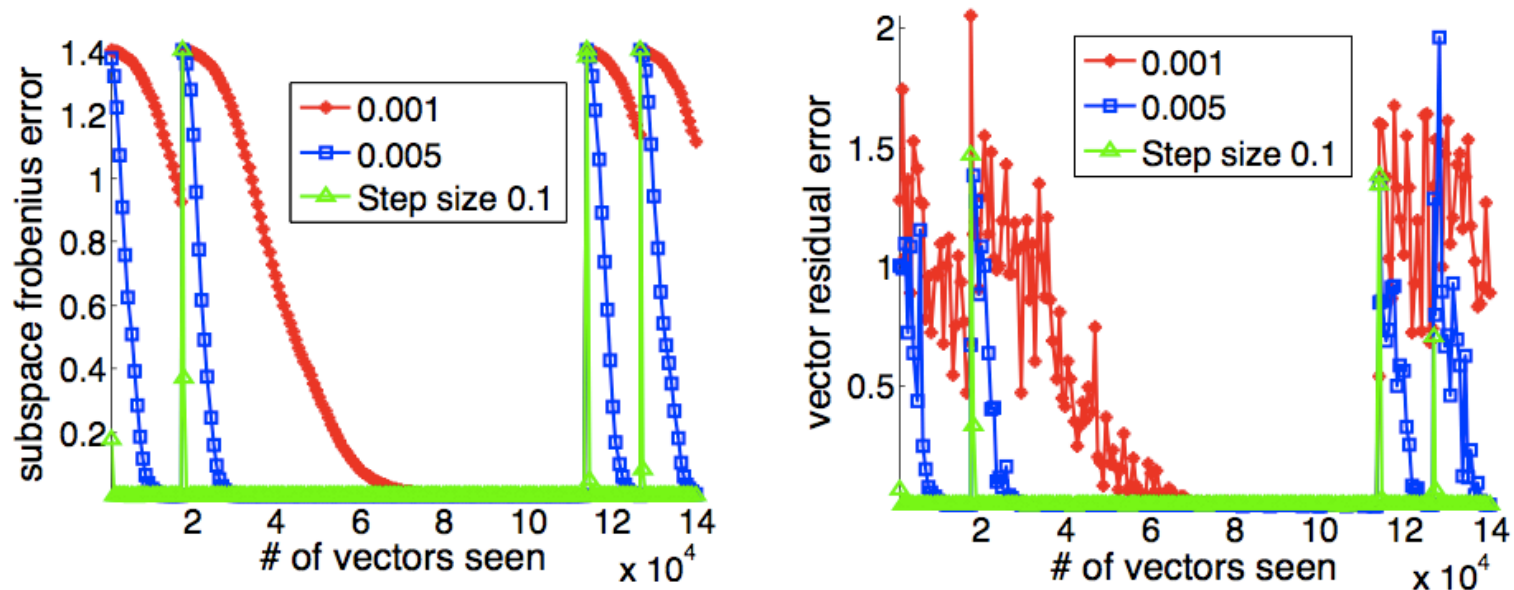 subspace frobenius error
1.4
1.2
1
0.8
0.6
0.4
0.2
0.001
0.005
Step size 0.1
2 4 6 8 10 12 14
# of vectors seen
x 10^4
vector residual error
2
1.5
1
0.5
0.001
0.005
Step size 0.1
2 4 6 8 10 12 14
# of vectors seen
x 10^4